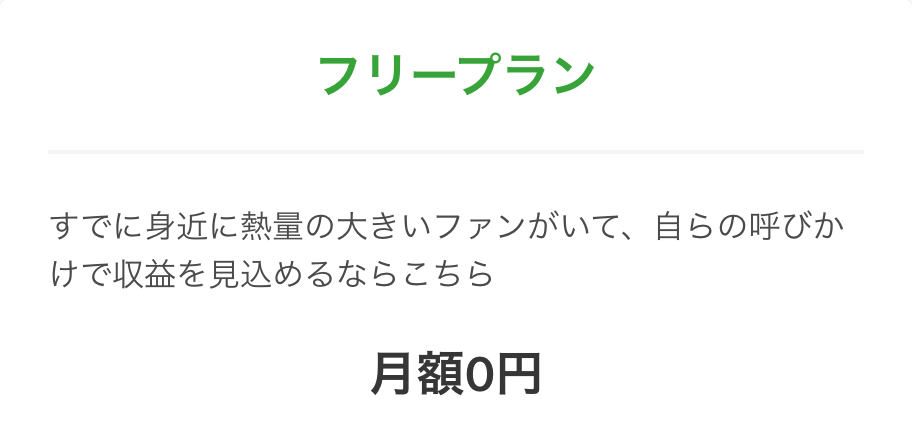 フリープラン
すでに身近に熱量の大きいファンがいて、自らの呼びか
けで収益を見込めるならこちら
月額0円